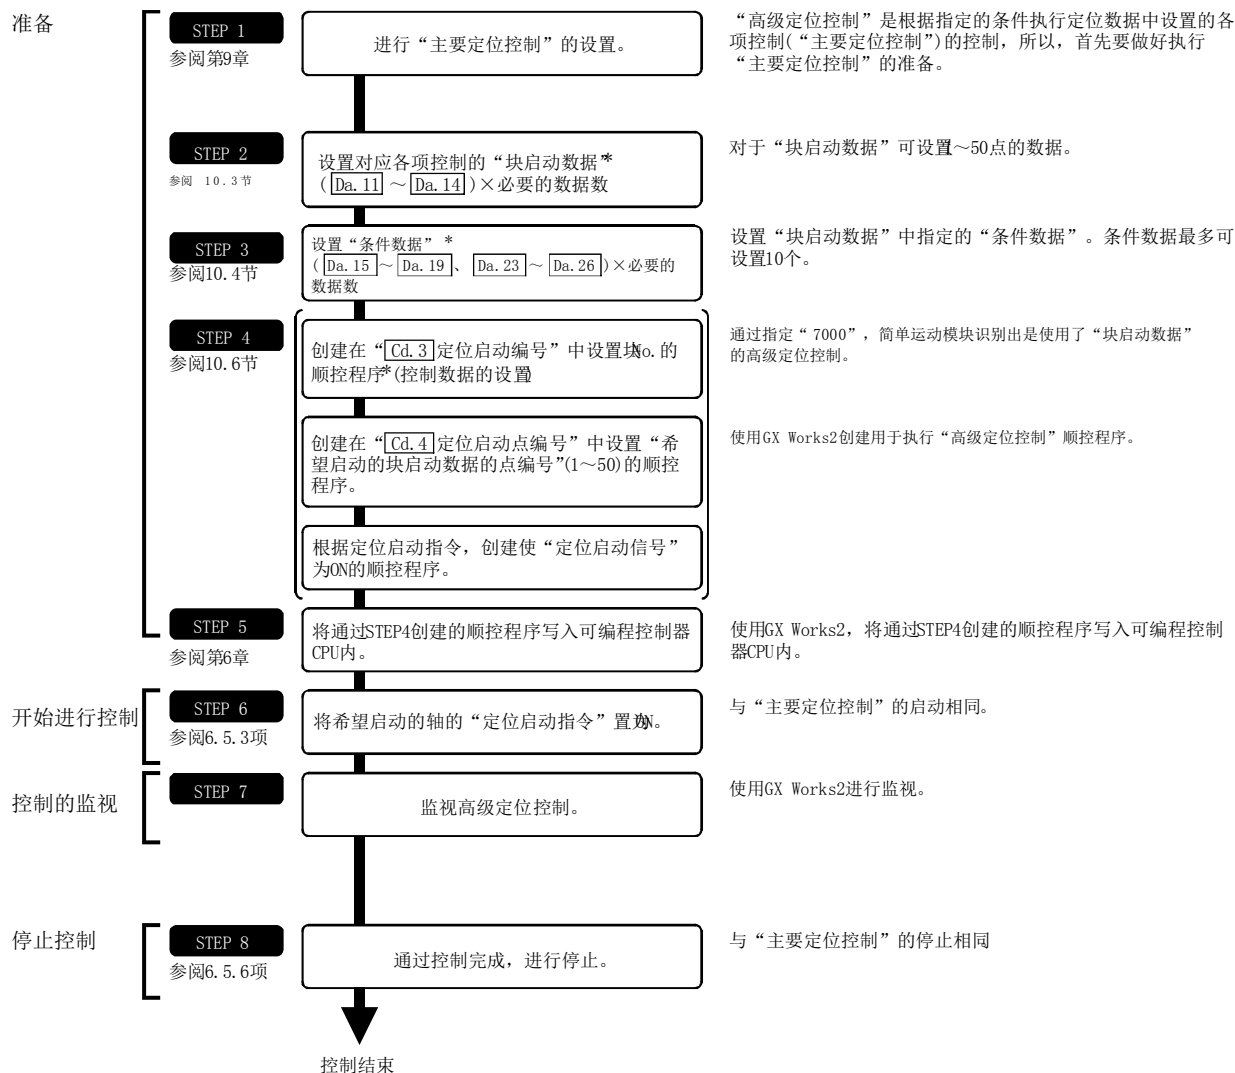 准备
STEP 1
参阅第9章
进行“主要定位控制”的设置。
“高级定位控制”是根据指定的条件执行定位数据中设置的各
项控制(“主要定位控制”)的控制，所以，首先要做好执行
“主要定位控制”的准备。
STEP 2
参阅 10.3节
设置对应各项控制的“块启动数据”*
(Da.11～Da.14)×必要的数据数
对于“块启动数据”可设置～50点的数据。
STEP 3
参阅10.4节
设置“条件数据” *
(Da.15～Da.19、Da.23～Da.26)×必要的
数据数
设置“块启动数据”中指定的“条件数据”。条件数据最多可
设置10个。
STEP 4
参阅10.6节
创建在“Cd.3定位启动编号”中设置块No.的
顺控程序*(控制数据的设置)
通过指定“7000”，简单运动模块识别出是使用了“块启动数据”
的高级定位控制。
创建在“Cd.4定位启动点编号”中设置“希
望启动的块启动数据的点编号”(1～50)的顺控
程序。
使用GX Works2创建用于执行“高级定位控制”顺控程序。
根据定位启动指令，创建使“定位启动信号”
为ON的顺控程序。
STEP 5
参阅第6章
将通过STEP4创建的顺控程序写入可编程控制器
CPU内。
使用GX Works2，将通过STEP4创建的顺控程序写入可编程控制
器CPU内。
开始进行控制
STEP 6
参阅6.5.3项
将希望启动的轴的“定位启动指令”置为ON。
与“主要定位控制”的启动相同。
控制的监视
STEP 7
监视高级定位控制。
使用GX Works2进行监视。
停止控制
STEP 8
参阅6.5.6项
通过控制完成，进行停止。
与“主要定位控制”的停止相同
控制结束